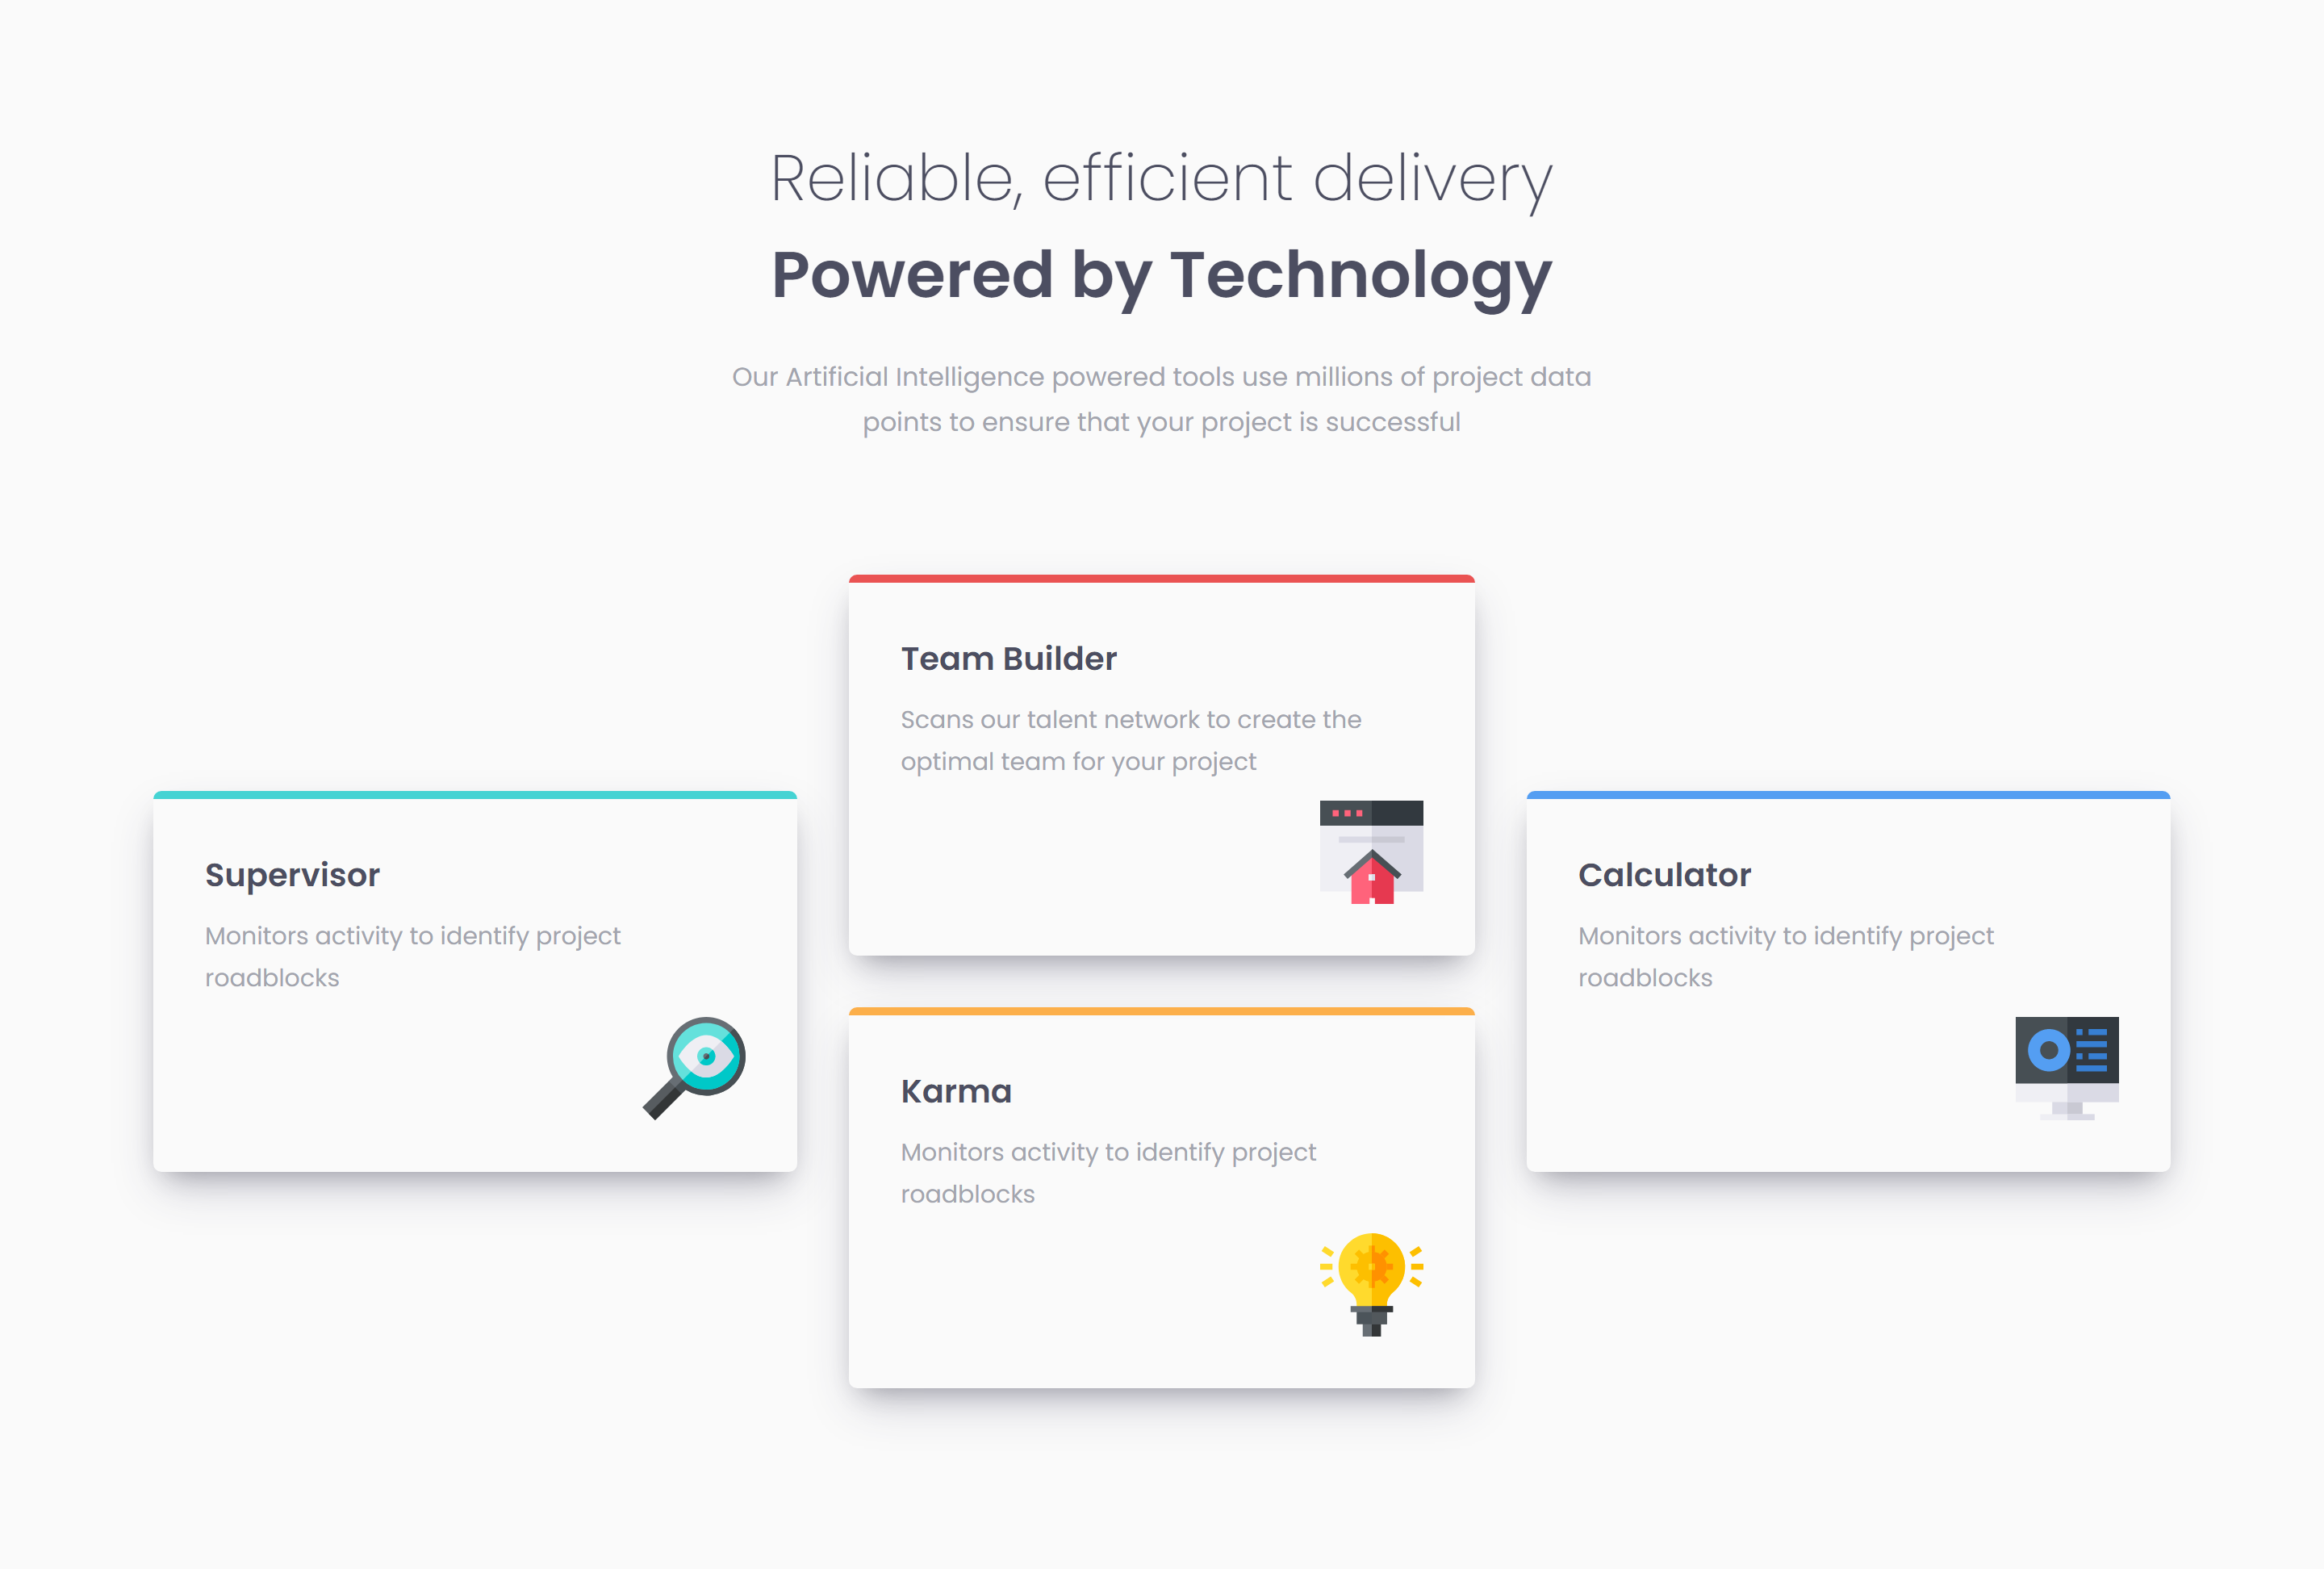 Reliable, efficient delivery
Powered by Technology
Our Artificial Intelligence powered tools use millions of project data
points to ensure that your project is successful
Supervisor
Monitors activity to identify project
roadblocks
Team Builder
Scans our talent network to create the
optimal team for your project
Karma
Monitors activity to identify project
roadblocks
Calculator
Monitors activity to identify project
roadblocks